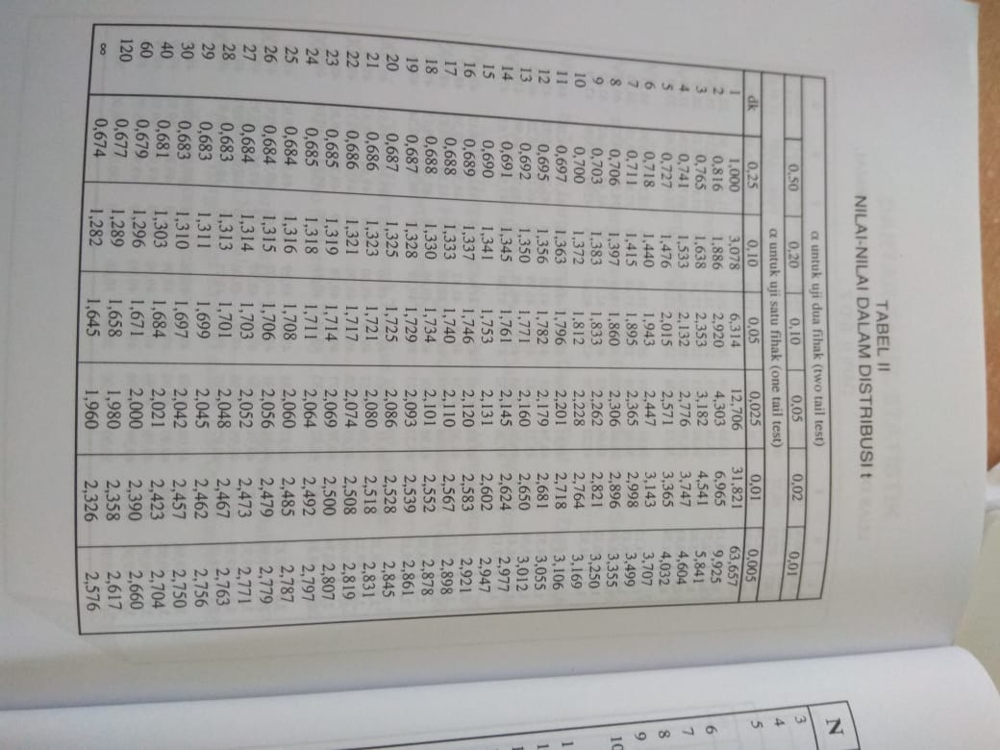 TABEL II
NILAI-NILAI DALAM DISTRIBUSI t
α untuk uji dua fihak (two tail test)
0,50 0,20 0,10 0,05 0,02 0,01
α untuk uji satu fihak (one tail test)
dk 0,25 0,10 0,05 0,025 0,01 0,005
1 1,000 3,078 6,314 12,706 31,821 63,657
2 0,816 1,886 2,920 4,303 6,965 9,925
3 0,765 1,638 2,353 3,182 4,541 5,841
4 0,741 1,533 2,132 2,776 3,747 4,604
5 0,727 1,476 2,015 2,571 3,365 4,032
6 0,718 1,440 1,943 2,447 3,143 3,707
7 0,711 1,415 1,895 2,365 2,998 3,499
8 0,706 1,397 1,860 2,306 2,896 3,355
9 0,703 1,383 1,833 2,262 2,821 3,250
10 0,700 1,372 1,812 2,228 2,764 3,169
11 0,697 1,363 1,796 2,201 2,718 3,106
12 0,695 1,356 1,782 2,179 2,681 3,055
13 0,692 1,350 1,771 2,160 2,650 3,012
14 0,691 1,345 1,761 2,145 2,624 2,977
15 0,690 1,341 1,753 2,131 2,602 2,947
16 0,689 1,337 1,746 2,120 2,583 2,921
17 0,688 1,333 1,740 2,110 2,567 2,898
18 0,688 1,330 1,734 2,101 2,552 2,878
19 0,687 1,328 1,729 2,093 2,539 2,861
20 0,687 1,325 1,725 2,086 2,528 2,845
21 0,686 1,323 1,721 2,080 2,518 2,831
22 0,686 1,321 1,717 2,074 2,508 2,819
23 0,685 1,319 1,714 2,069 2,500 2,807
24 0,685 1,318 1,711 2,064 2,492 2,797
25 0,684 1,316 1,708 2,060 2,485 2,787
26 0,684 1,315 1,706 2,056 2,479 2,779
27 0,684 1,314 1,703 2,052 2,473 2,771
28 0,683 1,313 1,701 2,048 2,467 2,763
29 0,683 1,311 1,699 2,045 2,462 2,756
30 0,683 1,310 1,697 2,042 2,457 2,750
40 0,681 1,303 1,684 2,021 2,423 2,704
60 0,679 1,296 1,671 2,000 2,390 2,660
120 0,677 1,289 1,658 1,980 2,358 2,617
∞ 0,674 1,282 1,645 1,960 2,326 2,576
N
3
4
5
6
7
8
9
10